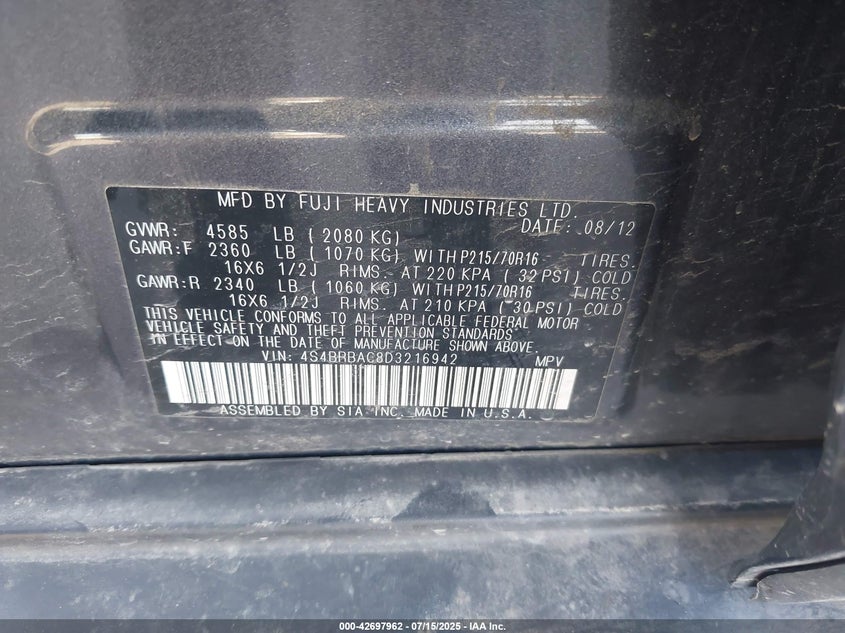 MFD BY FUJI HEAVY INDUSTRIES LTD.
DATE: 08/12
GVWR: 4585 LB ( 2080 KG)
GAWR:F 2360 LB ( 1070 KG) WITH P215/70R16 TIRES.
16X6 1/2J RIMS. AT 220 KPA ( 32 PSI) COLD
GAWR:R 2340 LB ( 1060 KG) WITH P215/70R16 TIRES.
16X6 1/2J RIMS. AT 210 KPA ( 30 PSI) COLD
THIS VEHICLE CONFORMS TO ALL APPLICABLE FEDERAL MOTOR
VEHICLE SAFETY AND THEFT PREVENTION STANDARDS
IN EFFECT ON THE DATE OF MANUFACTURE SHOWN ABOVE.
VIN: 4S4BRBAC8D3216942 MPV
ASSEMBLED BY SIA INC. MADE IN U.S.A.
000-42697962 - 07/15/2025 - IAA Inc.